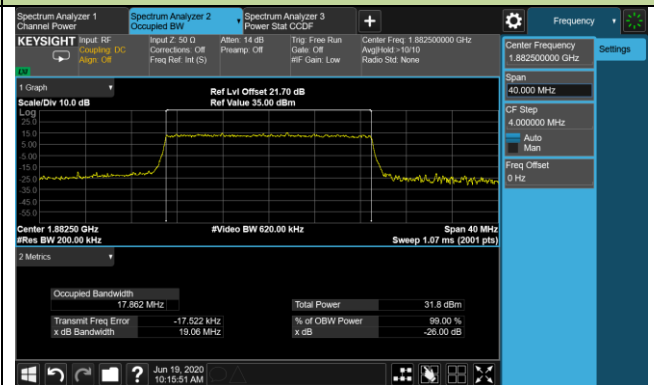 Spectrum Analyzer 1
Channel Power
Spectrum Analyzer 2
Occupied BW
Spectrum Analyzer 3
Power Stat CCDF
Frequency
KEYSIGHT
Input: RF
Coupling: DC
Align: Off
Input Z: 50 Ω
Corrections: Off
Freq Ref: Int (S)
Atten: 14 dB
Preamp: Off
Trig: Free Run
Gate: Off
#IF Gain: Low
Center Freq: 1.882500000 GHz
Avg|Hold:>10/10
Radio Std: None
Center Frequency
1.882500000 GHz
Settings
Span
40.000 MHz
CF Step
4.000000 MHz
Auto
Man
Freq Offset
0 Hz
1 Graph
Scale/Div 10.0 dB
Ref Lvl Offset 21.70 dB
Ref Value 35.00 dBm
Log
25.0
15.0
5.00
-5.00
-15.0
-25.0
-35.0
-45.0
-55.0
Center 1.88250 GHz
#Res BW 200.00 kHz
#Video BW 620.00 kHz
Span 40 MHz
Sweep 1.07 ms (2001 pts)
2 Metrics
Occupied Bandwidth
17.862 MHz
Total Power 31.8 dBm
Transmit Freq Error -17.522 kHz
% of OBW Power 99.00 %
x dB Bandwidth 19.06 MHz
x dB -26.00 dB
Jun 19, 2020
10:15:51 AM